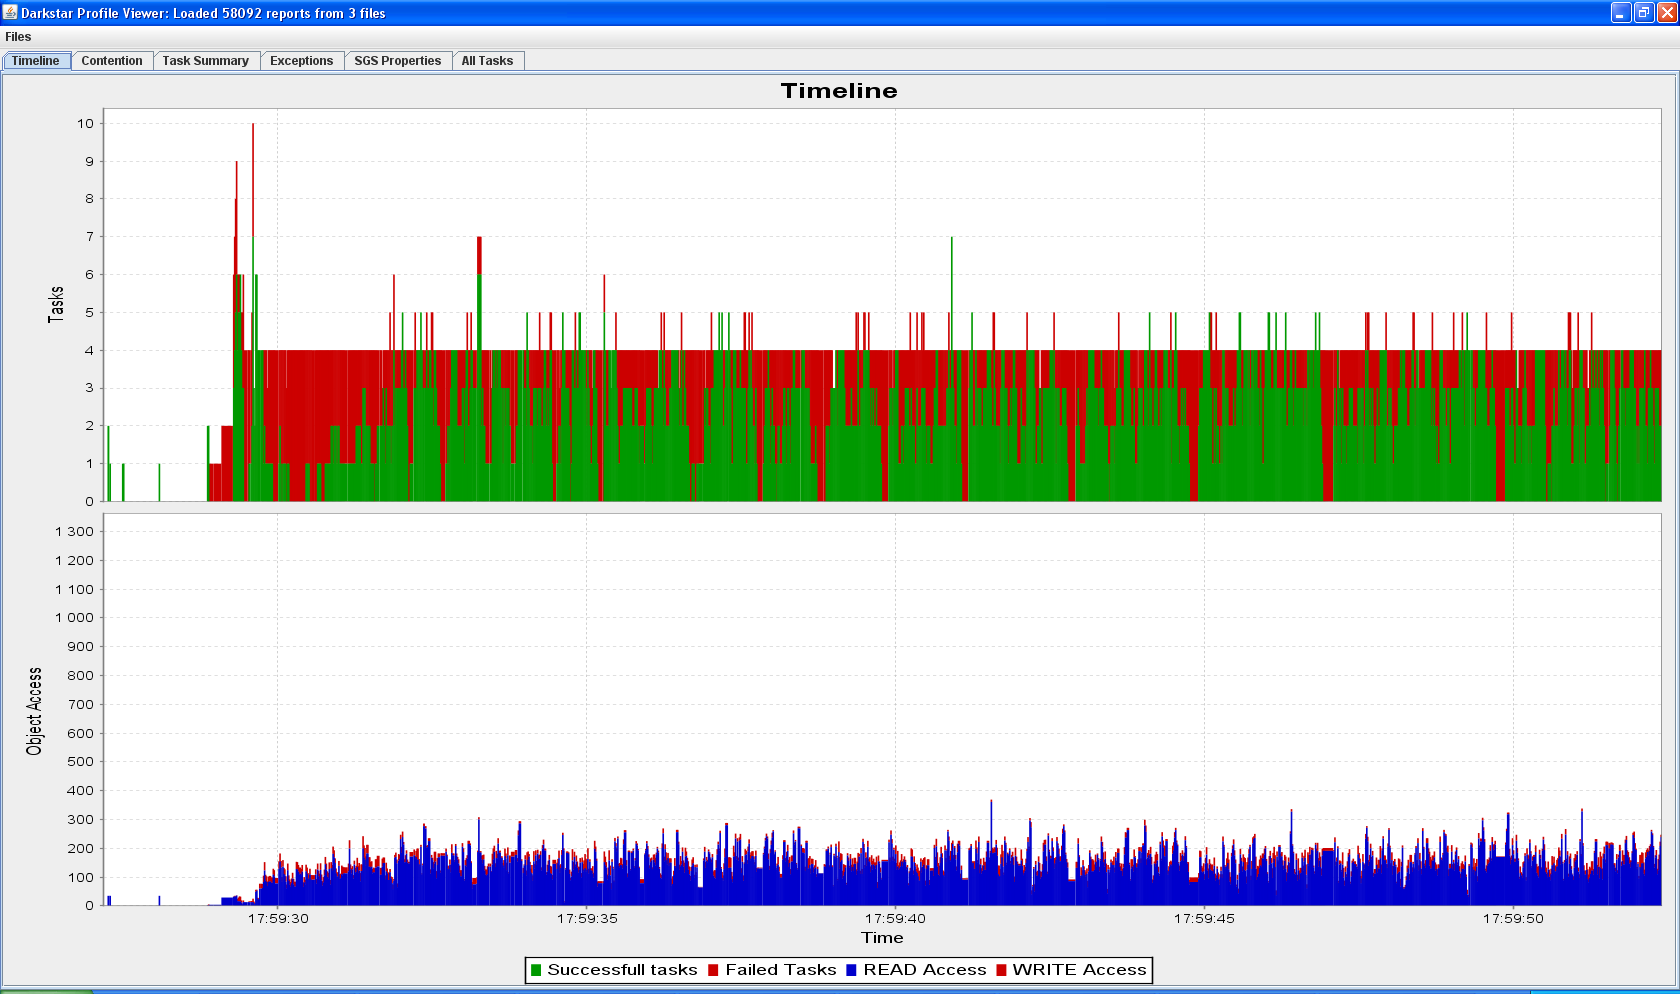 Darkstar Profile Viewer: Loaded 58092 reports from 3 files
Files
Timeline Contention Task Summary Exceptions SGS Properties All Tasks
Timeline
Tasks
10
9
8
7
6
5
4
3
2
1
0
Object Access
1 300
1 200
1 100
1 000
900
800
700
600
500
400
300
200
100
0
17:59:30 17:59:35 17:59:40 17:59:45 17:59:50
Time
Successfull tasks Failed Tasks READ Access WRITE Access